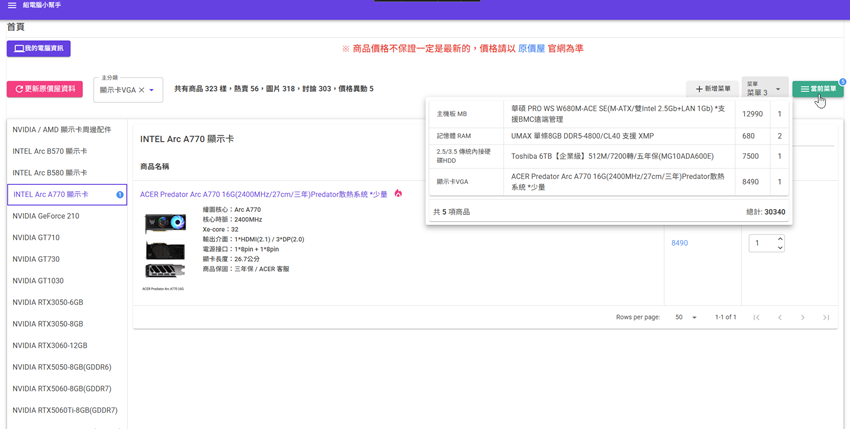 組電腦小幫手
首頁
我的電腦資訊
※ 商品價格不保證一定是最新的，價格請以 原價屋 官網為準
更新原價屋資料
主分類
顯示卡VGA
共有商品 323 樣，熱賣 56，圖片 318，討論 303，價格異動 5
新增菜單
菜單
菜單 3
當前菜單
5
主機板 MB
華碩 PRO WS W680M-ACE SE(M-ATX/雙Intel 2.5Gb+LAN 1Gb) *支援BMC遠端管理
12990
1
記憶體 RAM
UMAX 單條8GB DDR5-4800/CL40 支援 XMP
680
2
2.5/3.5 傳統內接硬碟HDD
Toshiba 6TB【企業級】512M/7200轉/五年保(MG10ADA600E)
7500
1
顯示卡VGA
ACER Predator Arc A770 16G(2400MHz/27cm/三年)Predator散熱系統 *少量
8490
1
共 5 項商品
總計: 30340
NVIDIA / AMD 顯示卡周邊配件
INTEL Arc B570 顯示卡
INTEL Arc B580 顯示卡
INTEL Arc A770 顯示卡
1
NVIDIA GeForce 210
NVIDIA GT710
NVIDIA GT730
NVIDIA GT1030
NVIDIA RTX3050-6GB
NVIDIA RTX3050-8GB
NVIDIA RTX3060-12GB
NVIDIA RTX5050-8GB(GDDR6)
NVIDIA RTX5060-8GB(GDDR7)
NVIDIA RTX5060Ti-8GB(GDDR7)
INTEL Arc A770 顯示卡
商品名稱
ACER Predator Arc A770 16G(2400MHz/27cm/三年)Predator散熱系統 *少量
繪圖核心：Arc A770
核心時脈：2400MHz
Xe-core：32
輸出介面：1*HDMI(2.1) / 3*DP(2.0)
電源接口：1*8pin + 1*8pin
顯卡長度：26.7公分
商品保固：三年保 / ACER 客服
ACER Predator Arc A770 16G
8490
1
Rows per page:
50
1-1 of 1